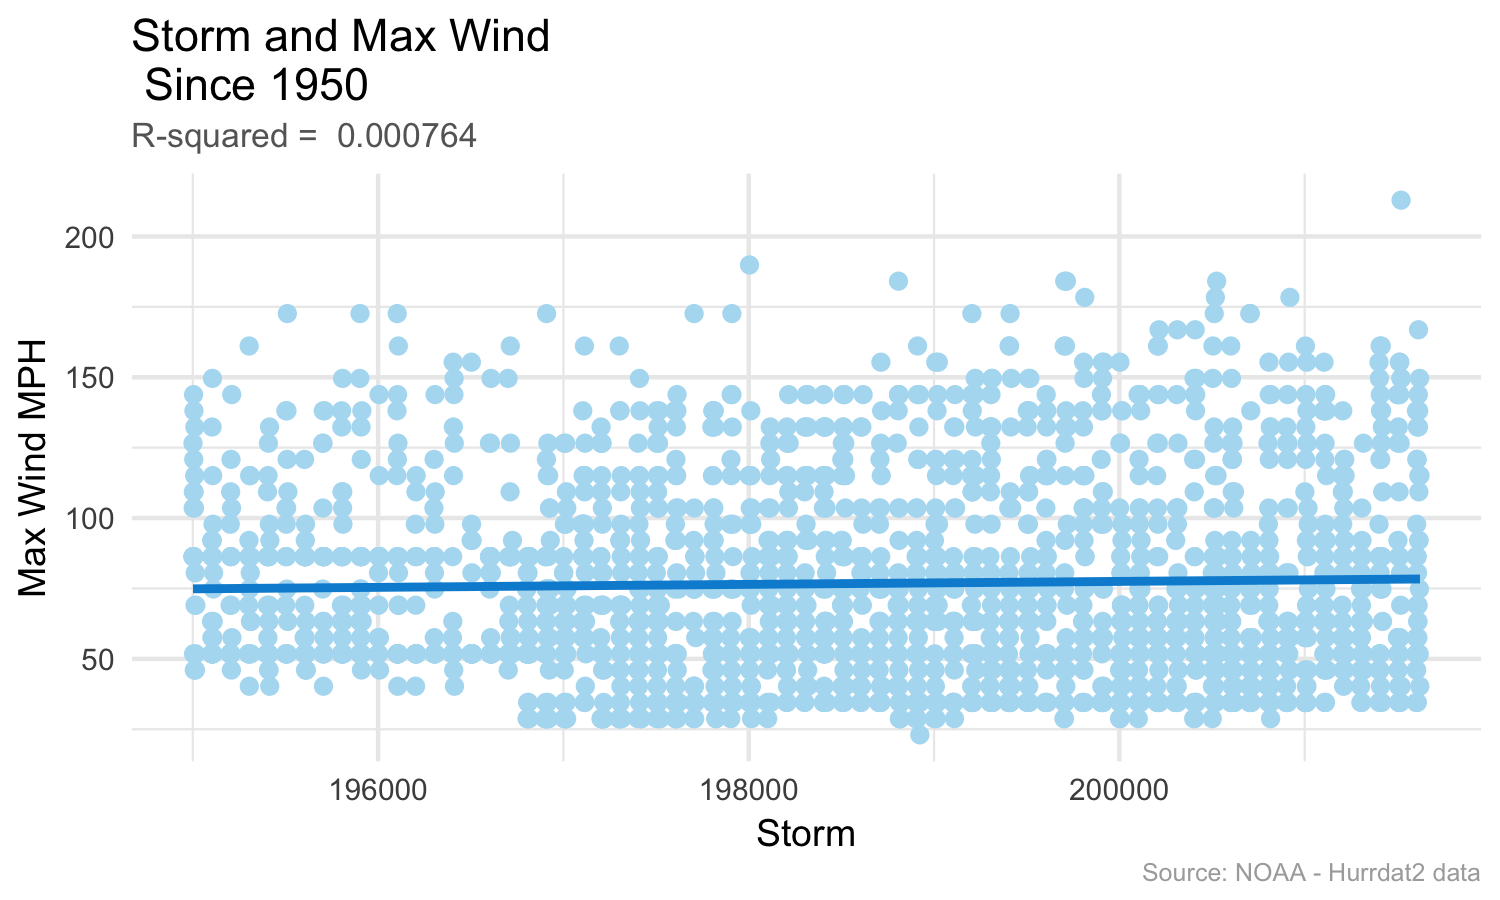 Storm and Max Wind
Since 1950
R-squared =  0.000764
Max Wind MPH
200
150
100
50
196000
198000
200000
Storm
Source: NOAA - Hurrdat2 data